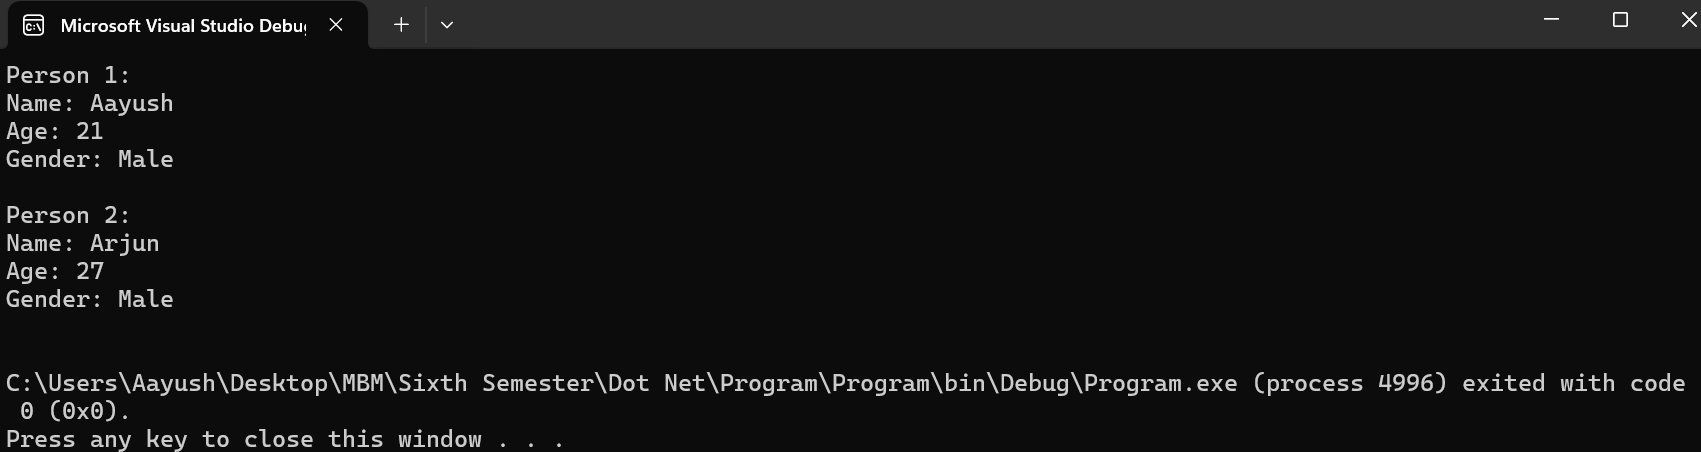 Microsoft Visual Studio Debu
Person 1:
Name: Aayush
Age: 21
Gender: Male
Person 2:
Name: Arjun
Age: 27
Gender: Male
C:\Users\Aayush\Desktop\MBM\Sixth Semester\Dot Net\Program\Program\bin\Debug\Program.exe (process 4996) exited with code
0 (0x0).
Press any key to close this window . . .